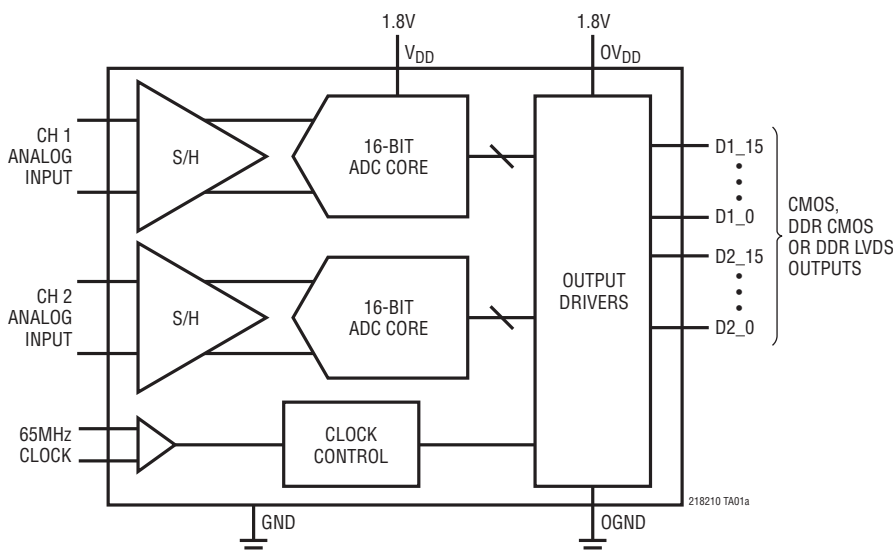 1.8V
1.8V
VDD
OVDD
CH 1
ANALOG
INPUT
S/H
16-BIT
ADC CORE
D1_15
D1_0
CH 2
ANALOG
INPUT
S/H
16-BIT
ADC CORE
OUTPUT
DRIVERS
D2_15
D2_0
CMOS,
DDR CMOS
OR DDR LVDS
OUTPUTS
65MHz
CLOCK
CLOCK
CONTROL
GND
OGND
218210 TA01a